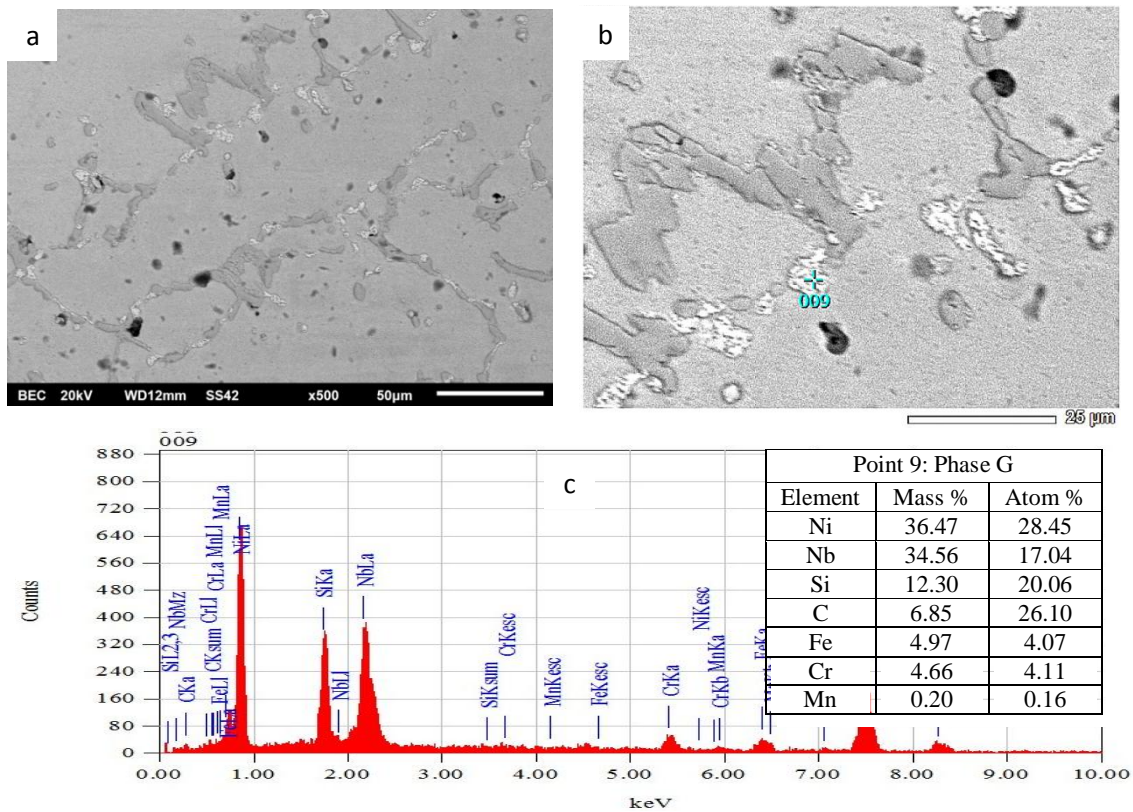 a
b
009
BEC 20kV WD12mm SS42 x500 50µm
25 µm
009
c
Point 9: Phase G
Element Mass % Atom %
Ni 36.47 28.45
Nb 34.56 17.04
Si 12.30 20.06
C 6.85 26.10
Fe 4.97 4.07
Cr 4.66 4.11
Mn 0.20 0.16
Counts
880
800
720
640
560
480
400
320
240
160
80
0
SiL2,3
NbMz
CKa
CrLl
CKsum
CrLa
MnLl
FeLl
FeLa
MnLa
NiLa
SiKa
NbLl
NbLa
SiKsum
CrKesc
MnKesc
FeKesc
CrKa
NiKesc
CrKb
MnKa
FeKa
0.00 1.00 2.00 3.00 4.00 5.00 6.00 7.00 8.00 9.00 10.00
keV